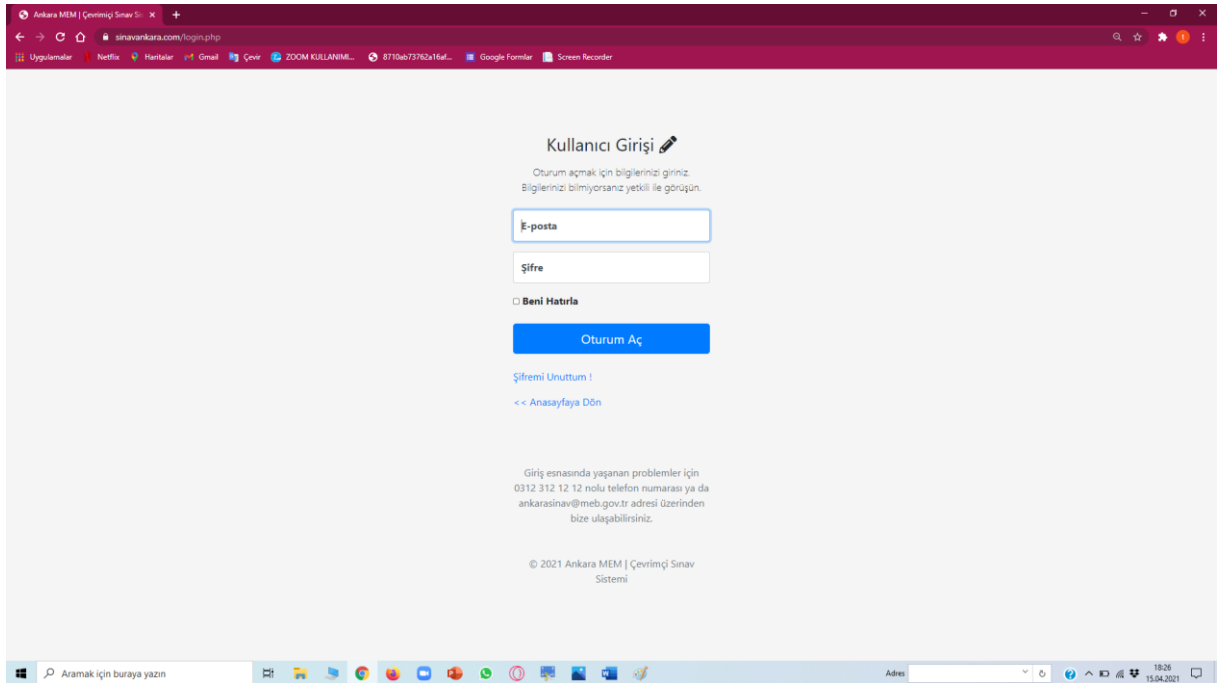 Ankara MEM | Çevrimiçi Sınav Sis
sinavankara.com/login.php
Uygulamalar Netflix Haritalar Gmail Çevir ZOOM KULLANIMI... 8710ab73762a16af... Google Formlar Screen Recorder
Kullanıcı Girişi
Oturum açmak için bilgilerinizi giriniz.
Bilgilerinizi bilmiyorsanız yetkili ile görüşün.
E-posta
Şifre
Beni Hatırla
Oturum Aç
Şifremi Unuttum !
<< Anasayfaya Dön
Giriş esnasında yaşanan problemler için
0312 312 12 12 nolu telefon numarası ya da
ankarasinav@meb.gov.tr adresi üzerinden
bize ulaşabilirsiniz.
© 2021 Ankara MEM | Çevrimçi Sınav
Sistemi
Aramak için buraya yazın
Adres
18:26
15.04.2021